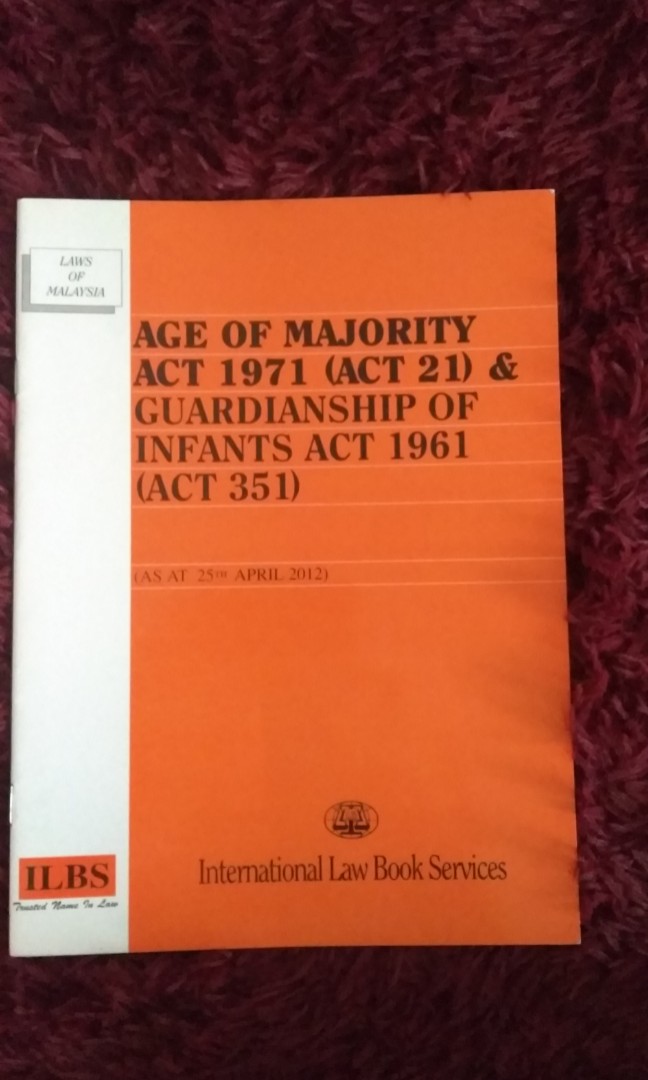 LAWS
OF
MALAYSIA
AGE OF MAJORITY
ACT 1971 (ACT 21) &
GUARDIANSHIP OF
INFANTS ACT 1961
(ACT 351)
(AS AT 25TH APRIL 2012)
International Law Book Services
ILBS
Trusted Name In Law